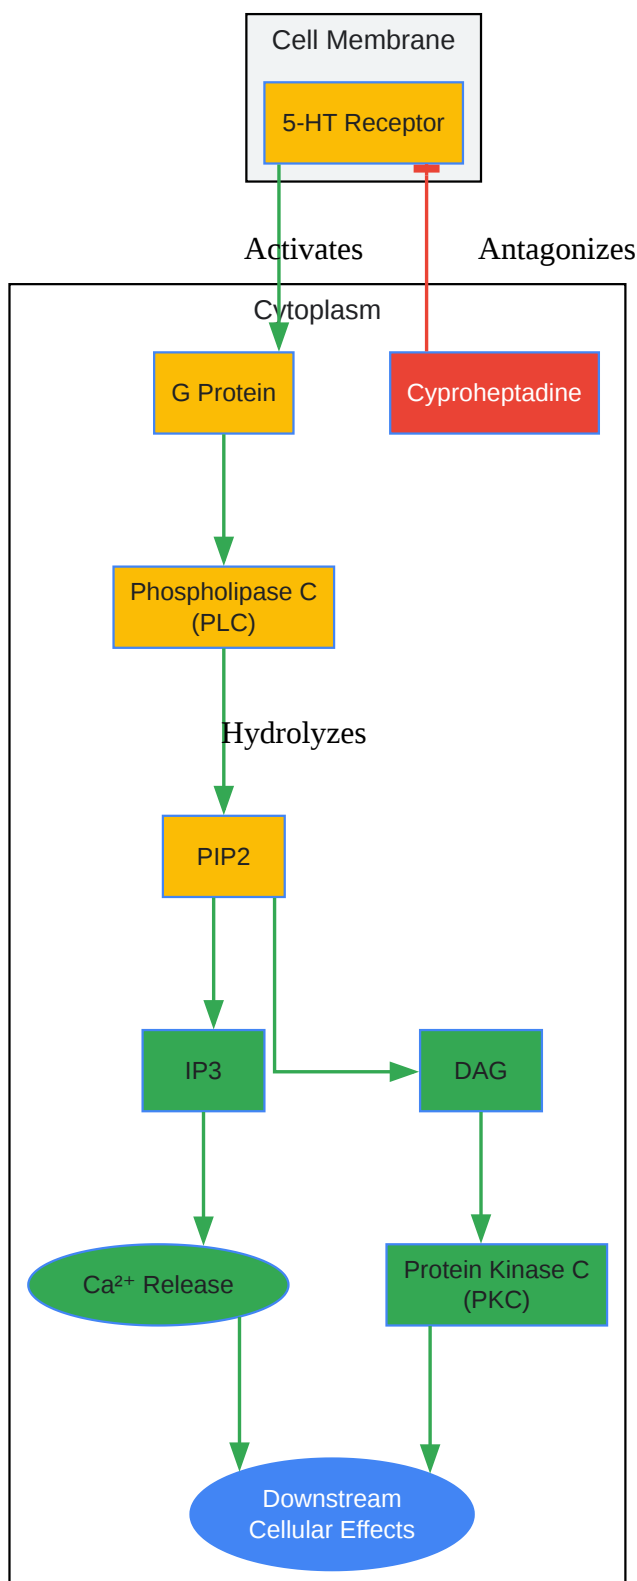 Cell Membrane
5-HT Receptor
Activates
Antagonizes
Cytoplasm
G Protein
Cyproheptadine
Phospholipase C
(PLC)
Hydrolyzes
PIP2
IP3
DAG
Ca²⁺ Release
Protein Kinase C
(PKC)
Downstream
Cellular Effects